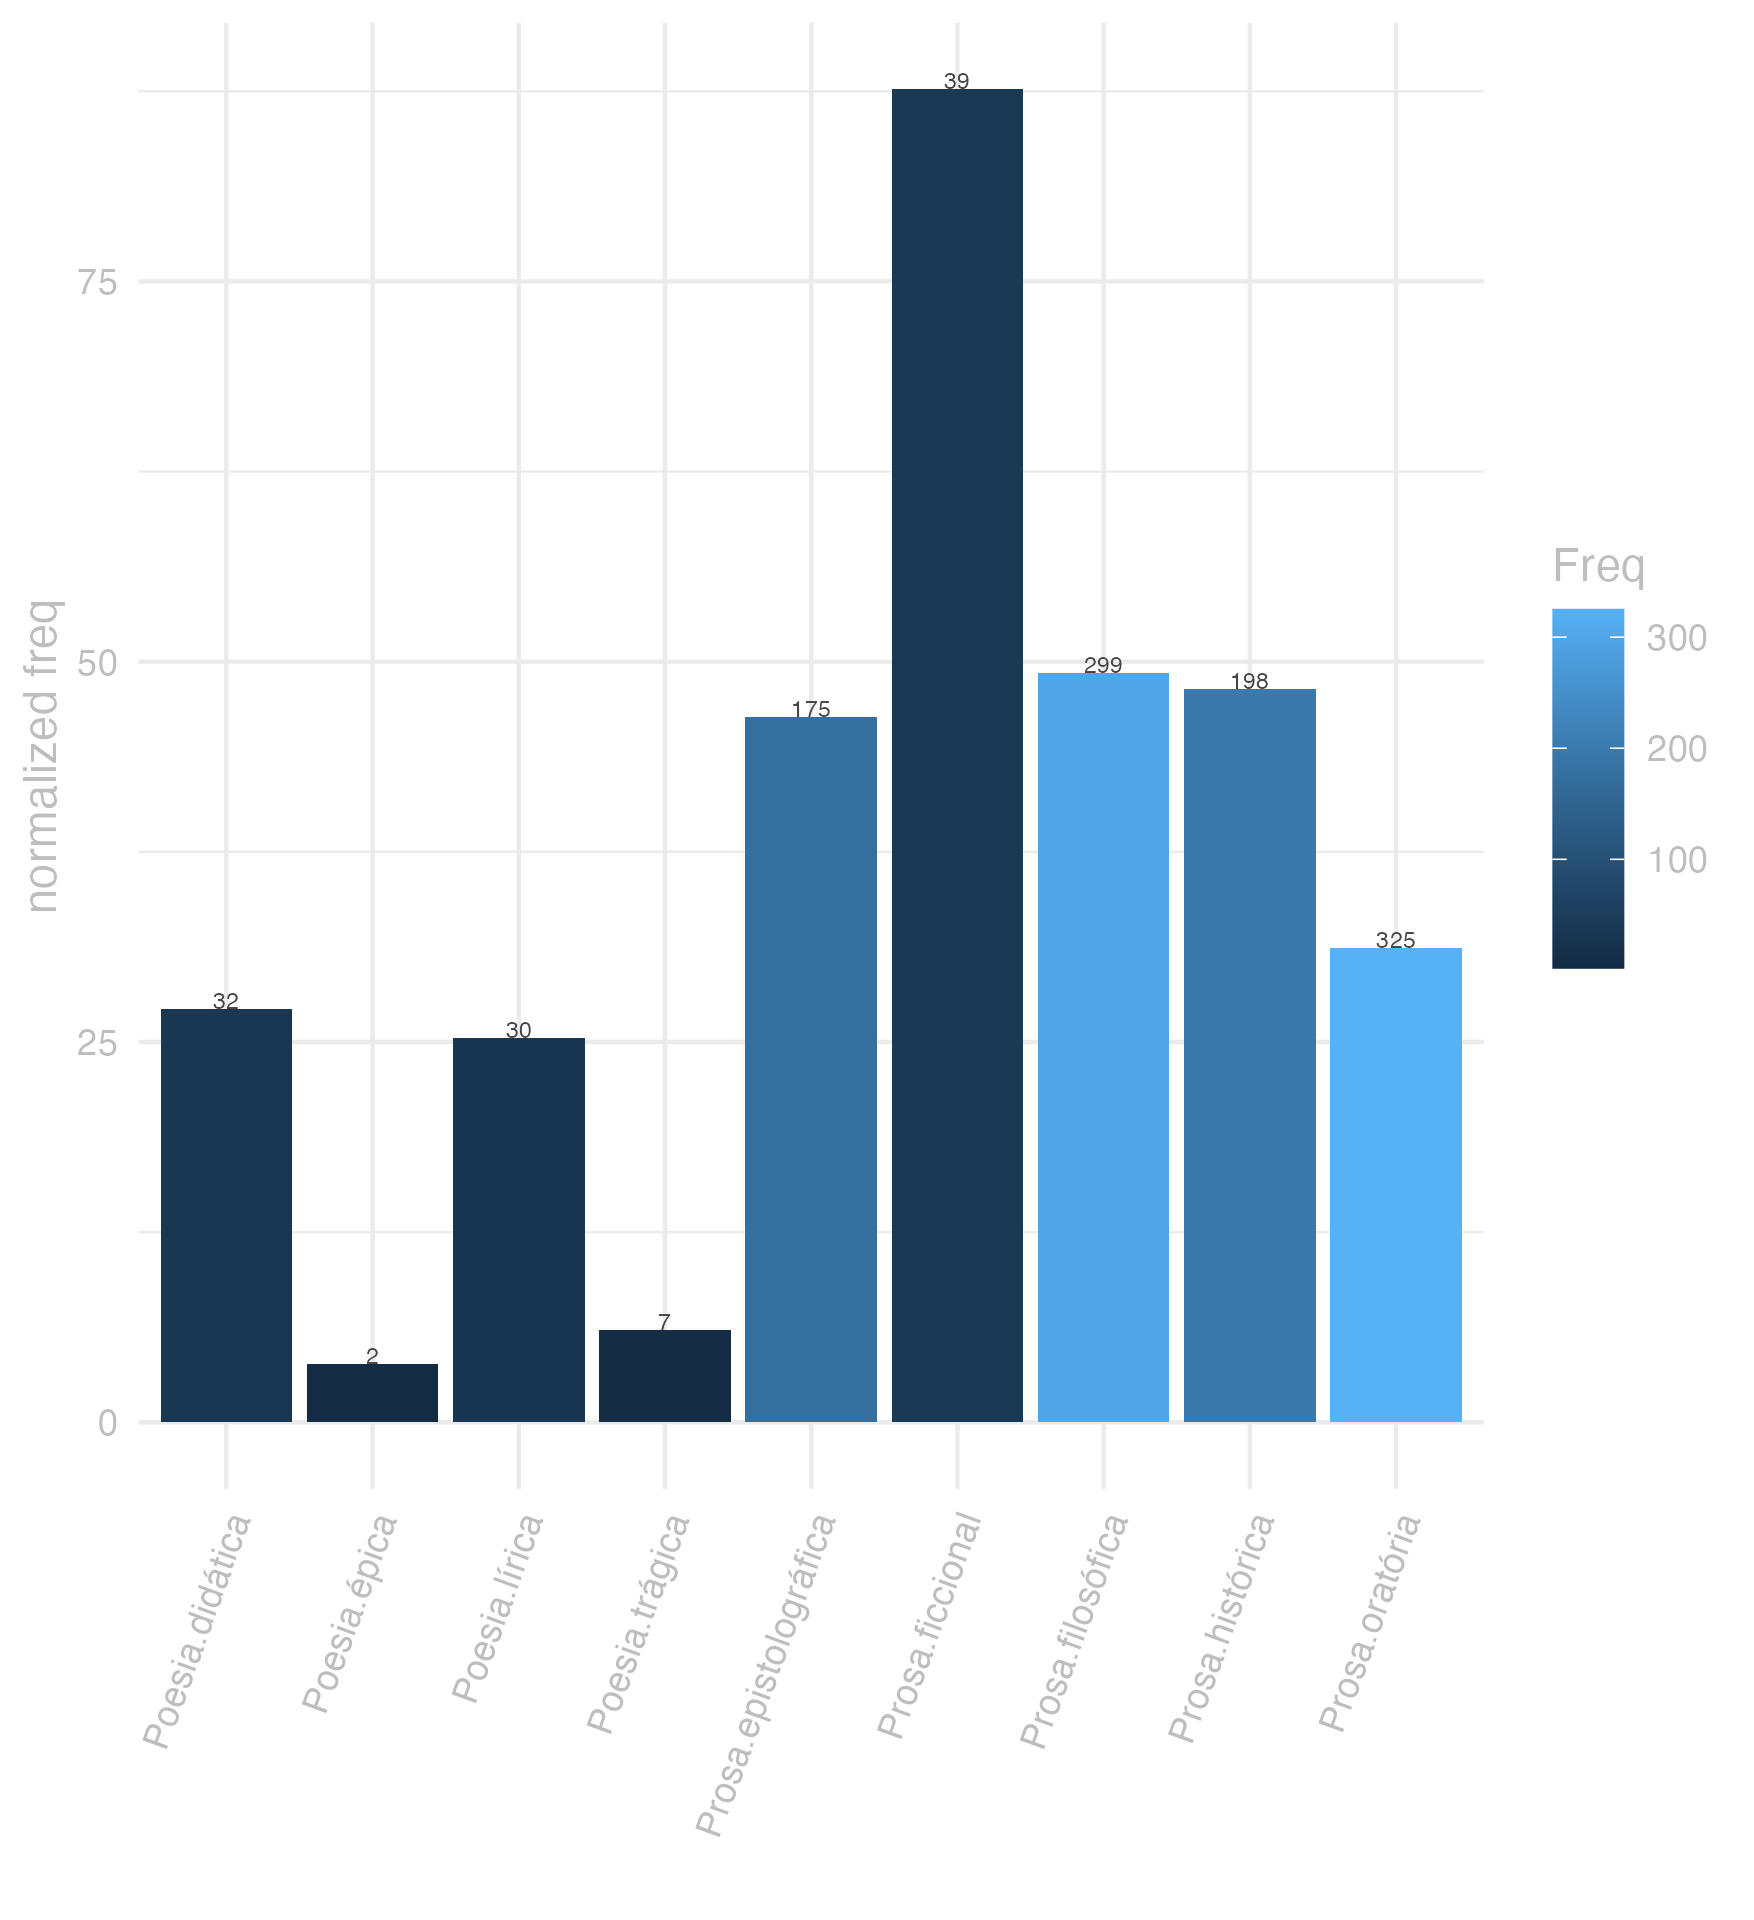 39
75
50
299
198
175
325
32
30
25
7
2
0
normalized freq
Freq
300
200
100
Poesia.didática
Poesia.épica
Poesia.lírica
Poesia.trágica
Prosa.epistolográfica
Prosa.ficcional
Prosa.filosófica
Prosa.histórica
Prosa.oratória